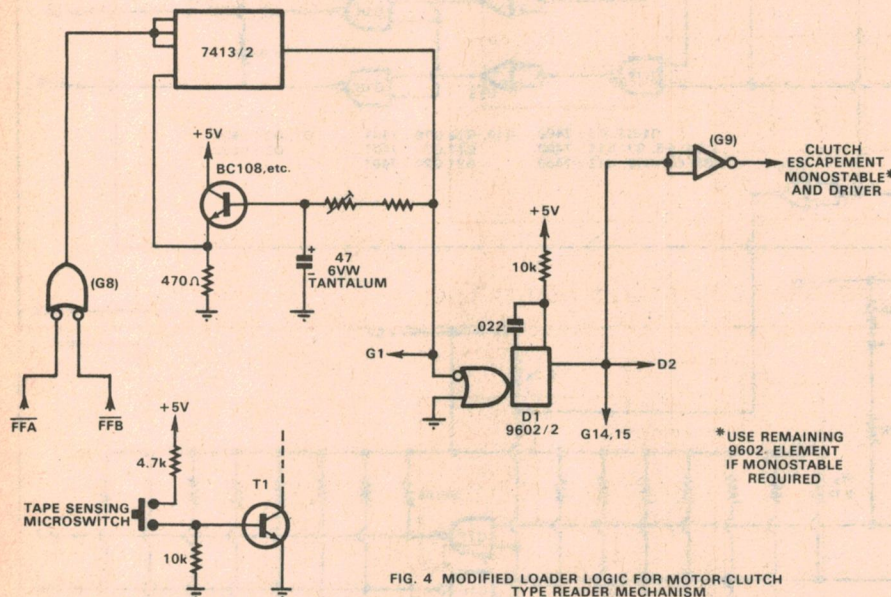 7413/2
+5V
BC108,etc.
(G9)
CLUTCH
ESCAPEMENT
MONOSTABLE*
AND DRIVER
+5V
10k
47
6VW
TANTALUM
470Ω
(G8)
.022
G1
D2
D1
9602/2
G14,15
FFA
FFB
+5V
4.7k
T1
TAPE SENSING
MICROSWITCH
10k
*USE REMAINING
9602 ELEMENT
IF MONOSTABLE
REQUIRED
FIG. 4 MODIFIED LOADER LOGIC FOR MOTOR-CLUTCH
TYPE READER MECHANISM